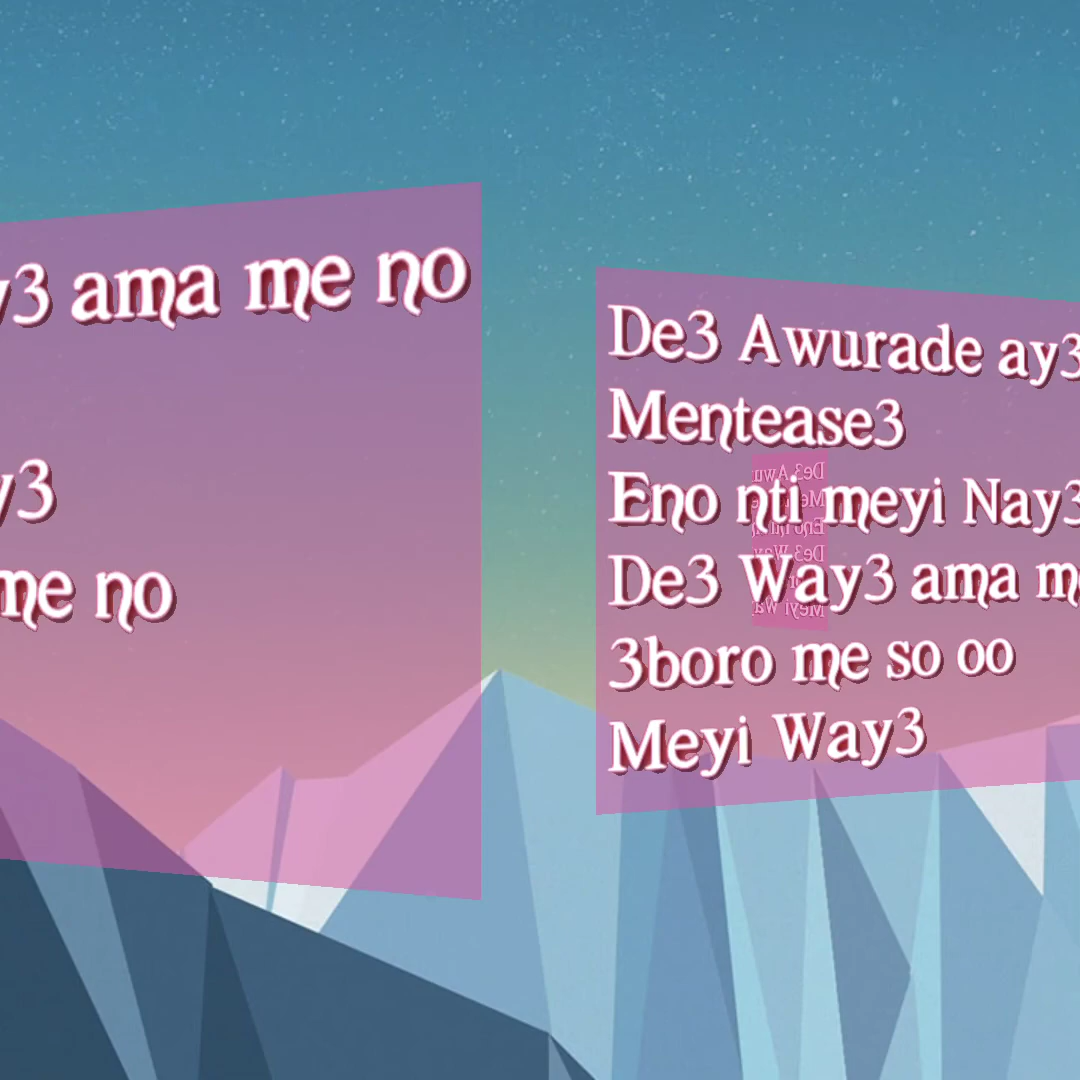 y3 ama me no
y3
me no
De3 Awurade ay3
Mentease3
Eno nti meyi Nay3
De3 Way3 ama me
3boro me so oo
Meyi Way3